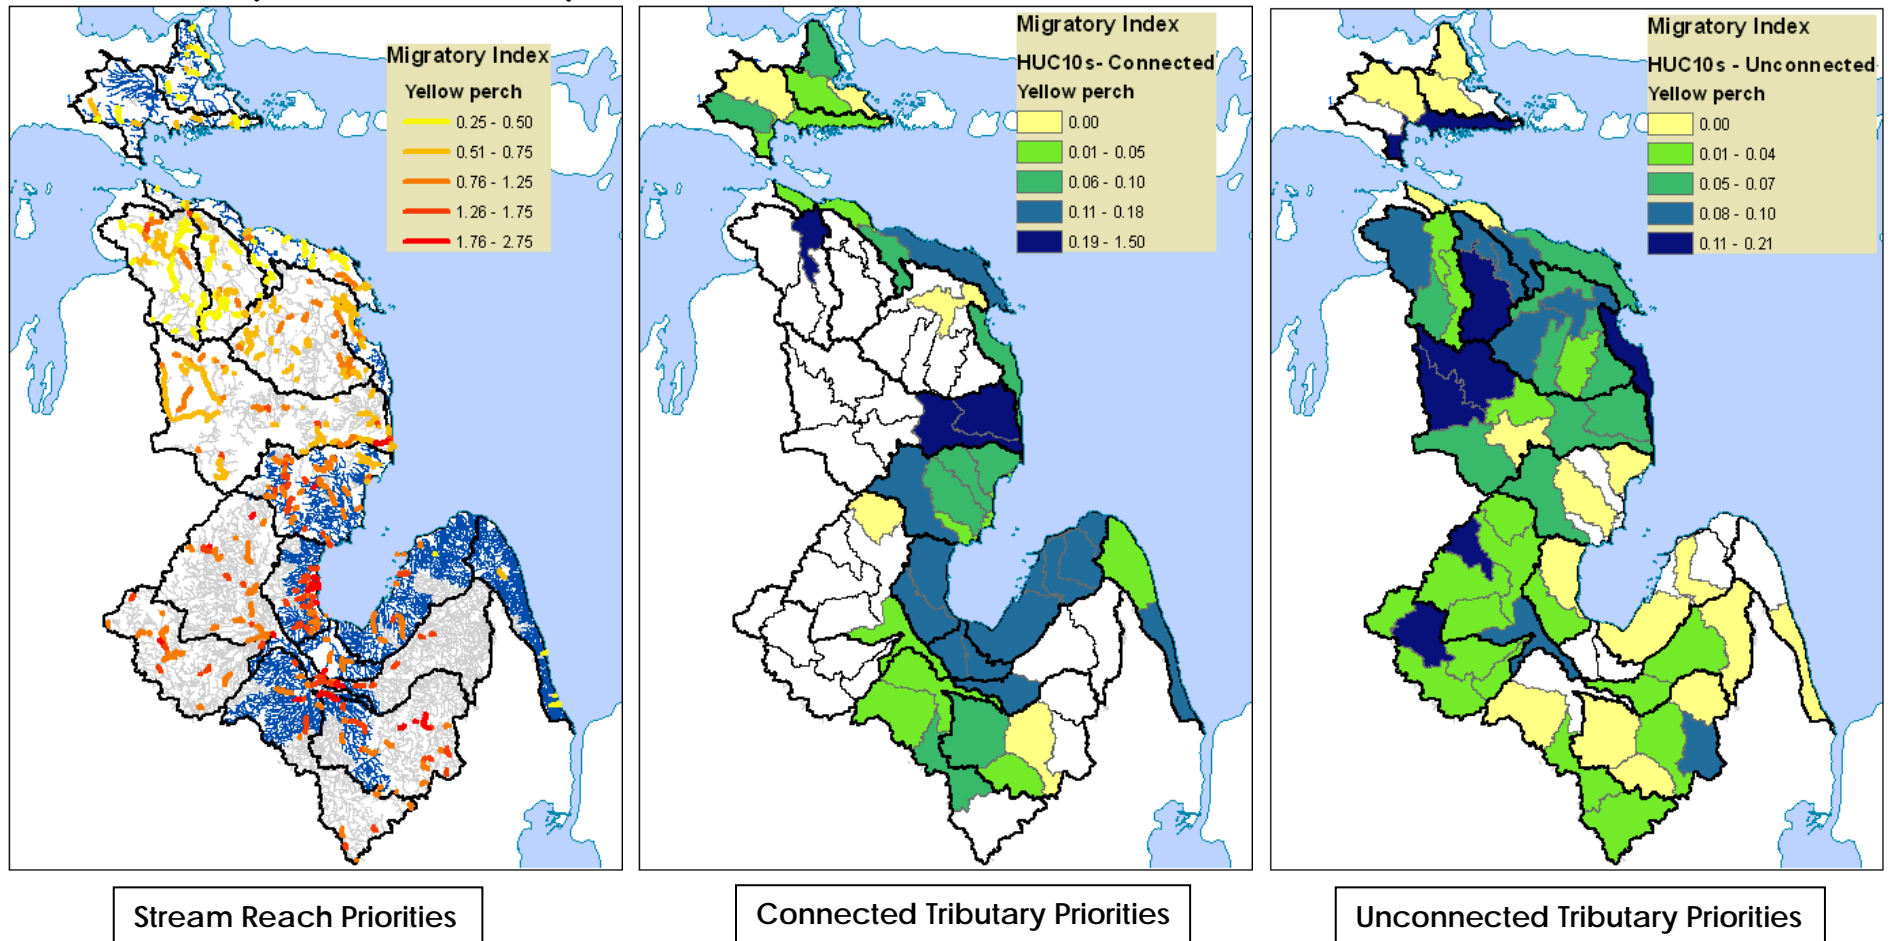 Migratory Index
Yellow perch
0.25 - 0.50
0.51 - 0.75
0.76 - 1.25
1.26 - 1.75
1.76 - 2.75
Stream Reach Priorities
Migratory Index
HUC10s- Connected
Yellow perch
0.00
0.01 - 0.05
0.06 - 0.10
0.11 - 0.18
0.19 - 1.50
Connected Tributary Priorities
Migratory Index
HUC10s - Unconnected
Yellow perch
0.00
0.01 - 0.04
0.05 - 0.07
0.08 - 0.10
0.11 - 0.21
Unconnected Tributary Priorities